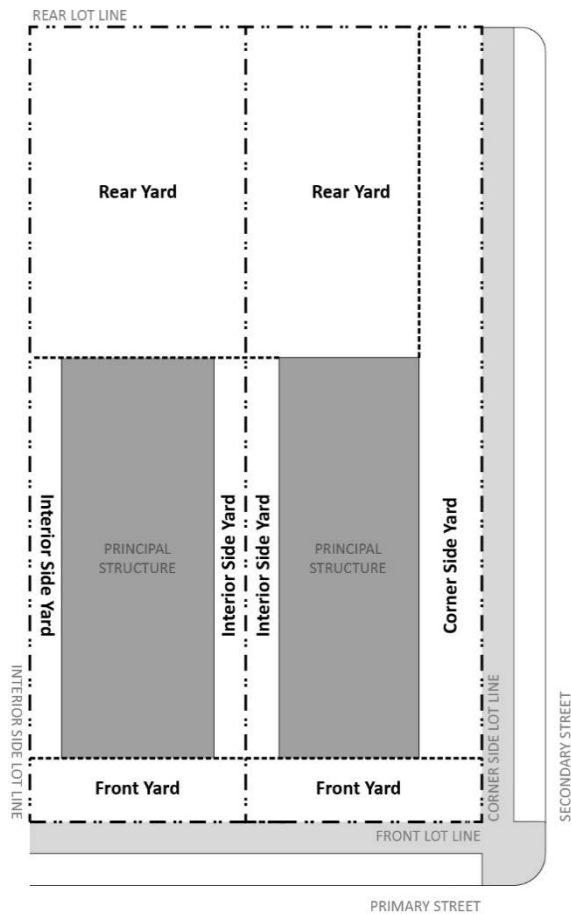 REAR LOT LINE
Rear Yard
Rear Yard
Interior Side Yard
PRINCIPAL
STRUCTURE
Interior Side Yard
Interior Side Yard
PRINCIPAL
STRUCTURE
Corner Side Yard
INTERIOR SIDE LOT LINE
CORNER SIDE LOT LINE
SECONDARY STREET
Front Yard
Front Yard
FRONT LOT LINE
PRIMARY STREET